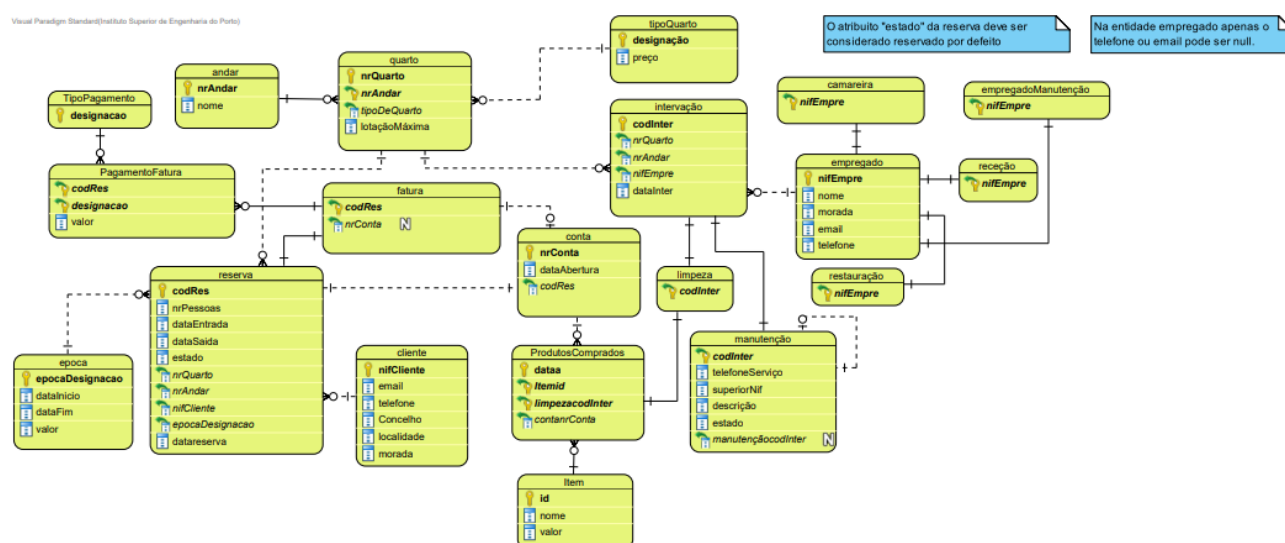 Visual Paradigm Standard(Instituto Superior de Engenharia do Porto)
O atributo "estado" da reserva deve ser
considerado reservado por defeito
Na entidade empregado apenas o
telefone ou email pode ser null.
tipoQuarto
designação
preço
quarto
nrQuarto
nrAndar
tipoDeQuarto
lotaçãoMáxima
andar
nrAndar
nome
TipoPagamento
designacao
PagamentoFatura
codRes
designacao
valor
fatura
codRes
nrConta
N
intervação
codInter
nrQuarto
nrAndar
nifEmpre
dataInter
camareira
nifEmpre
empregadoManutenção
nifEmpre
empregado
nifEmpre
nome
morada
email
telefone
receção
nifEmpre
restauração
nifEmpre
conta
nrConta
dataAbertura
codRes
limpeza
codInter
reserva
codRes
nrPessoas
dataEntrada
dataSaida
estado
nrQuarto
nrAndar
nifCliente
epocaDesignacao
datareserva
epoca
epocaDesignacao
dataInicio
dataFim
valor
cliente
nifCliente
email
telefone
Concelho
localidade
morada
ProdutosComprados
dataa
Itemid
limpezacodInter
contanrConta
manutenção
codInter
telefoneServiço
superiorNif
descrição
estado
manutençãocodInter
N
Item
id
nome
valor